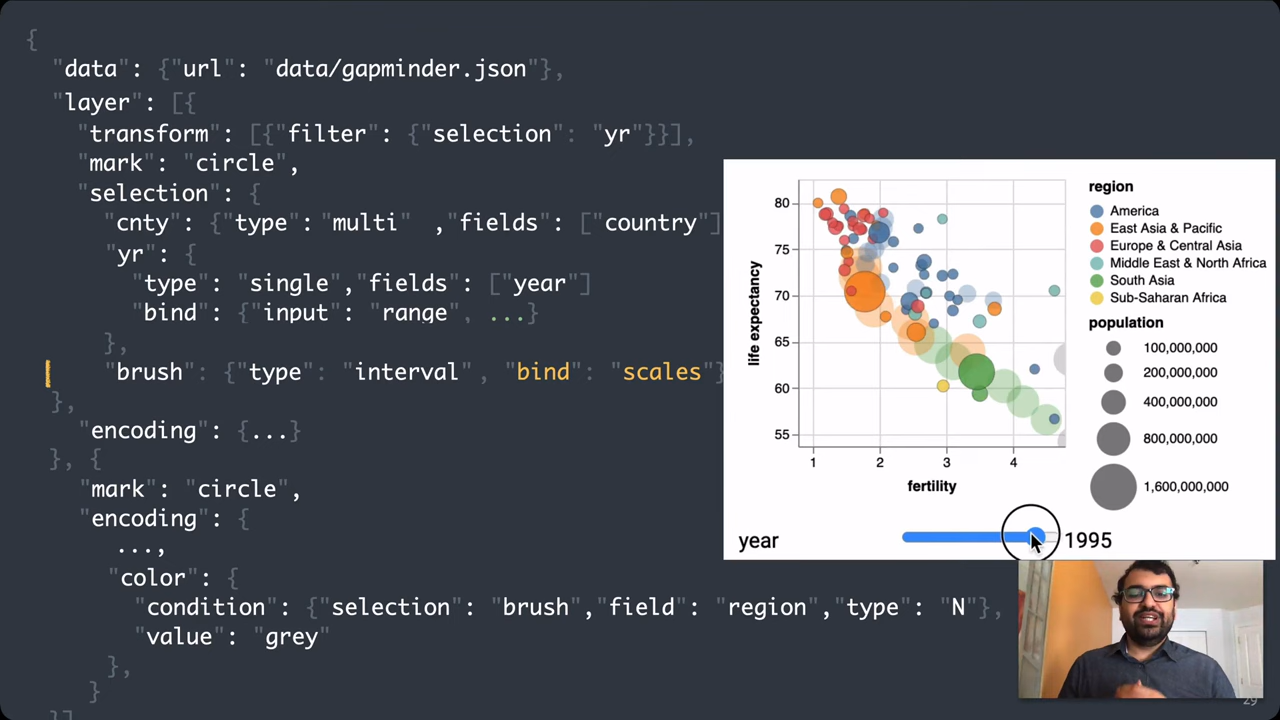 {
"data": {"url": "data/gapminder.json"},
"layer": [{
"transform": [{"filter": {"selection": "yr"}}],
"mark": "circle",
"selection": {
"cnty": {"type": "multi" ,"fields": ["country"]
"yr": {
"type": "single",fields": ["year"]
"bind": {"input": "range", ...}
},
"brush": {"type": "interval", "bind": "scales"}
},
"encoding": {...}
}, {
"mark": "circle",
"encoding": {
...,
"color": {
"condition": {"selection": "brush","field": "region","type": "N"},
"value": "grey"
},
}
}]
80
75
70
65
60
55
life expectancy
1 2 3 4
fertility
region
America
East Asia & Pacific
Europe & Central Asia
Middle East & North Africa
South Asia
Sub-Saharan Africa
population
100,000,000
200,000,000
400,000,000
800,000,000
1,600,000,000
year 1995
29